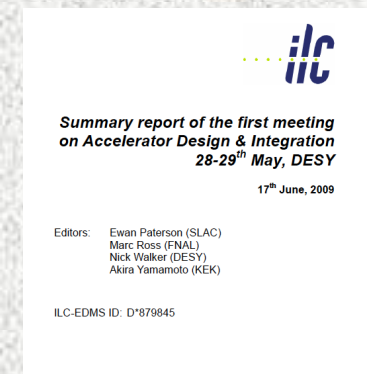 ilc
Summary report of the first meeting
on Accelerator Design & Integration
28-29th May, DESY
17th June, 2009
Editors: Ewan Paterson (SLAC)
Marc Ross (FNAL)
Nick Walker (DESY)
Akira Yamamoto (KEK)
ILC-EDMS ID: D*879845